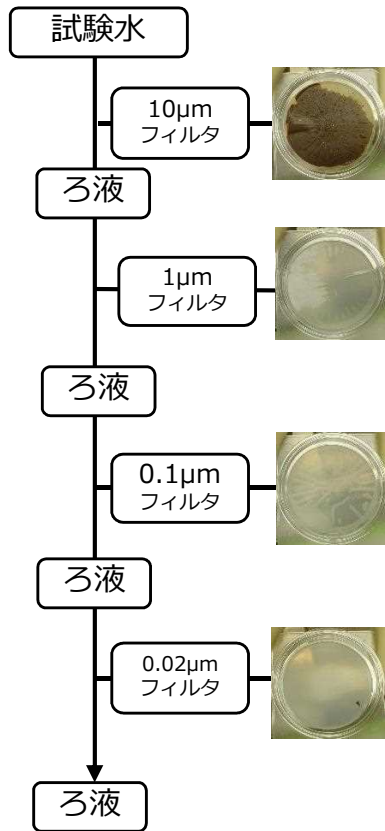 試験水
10μm
フィルタ
ろ液
1μm
フィルタ
ろ液
0.1μm
フィルタ
ろ液
0.02μm
フィルタ
ろ液